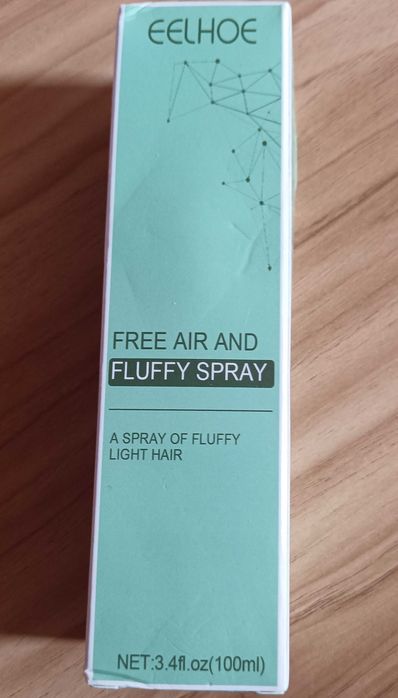 EELHOE
FREE AIR AND
FLUFFY SPRAY
A SPRAY OF FLUFFY
LIGHT HAIR
NET:3.4fl.oz(100ml)